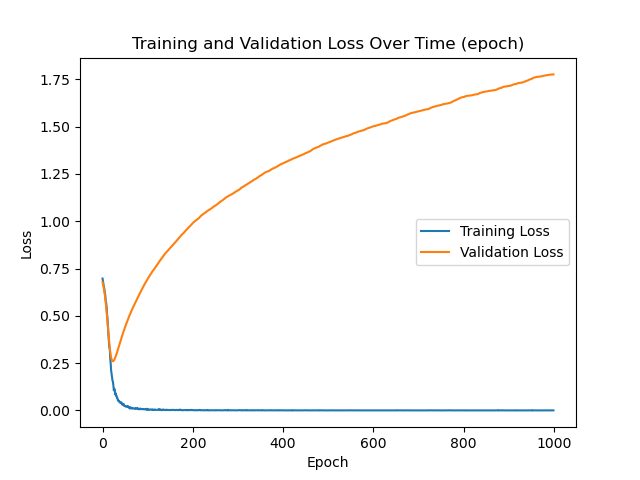 Training and Validation Loss Over Time (epoch)
1.75
1.50
1.25
1.00
0.75
0.50
0.25
0.00
Loss
Training Loss
Validation Loss
0 200 400 600 800 1000
Epoch